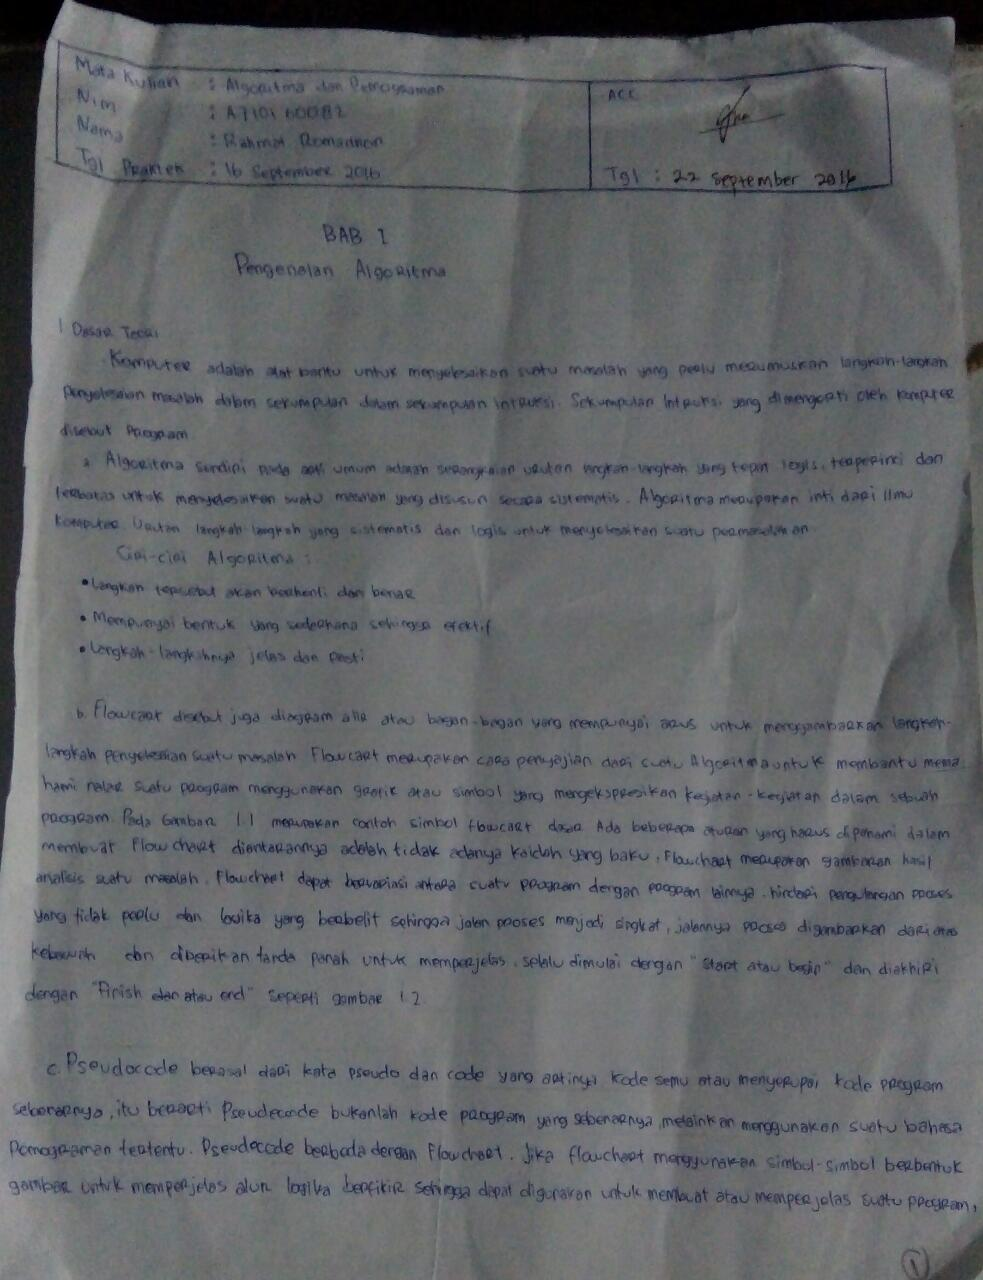 Mata Kuliah : Algoritma dan Pemograman
Nim : A710160082
Nama : Rahmat Romadhon
Tgl Praktek : 16 September 2016
ACC
Tgl : 22 September 2016
BAB 1
Pengenalan Algoritma
1 Dasar Teori
Komputer adalah alat bantu untuk menyelesaikan suatu masalah yang perlu merumuskan langkah-langkah
Penyelesaian masalah dalam sekumpulan dalam sekumpulan intruksi. Sekumpulan Intruksi yang dimengerti oleh komputer
disebut Program
a Algoritma sendiri pada arti umum adalah serangkaian urutan langkah-langkah yang tepat logis, terperinci dan
terbatas untuk menyelesaikan suatu masalah yang disusun secara sistematis. Algoritma merupakan inti dari Ilmu
komputer Urutan langkah-langkah yang sistematis dan logis untuk menyelesaikan suatu permasalahan
Ciri-ciri Algoritma :
• Langkah tersebut akan berhenti dan benar
• Mempunyai bentuk yang sederhana sehingga efektif
• Langkah-langkahnya jelas dan pasti
b. Flowcart disebut juga diagram alir atau bagan-bagan yang mempunyai arus untuk menggambarkan langkah-
langkah penyelesaian suatu masalah Flowcart merupakan cara penyajian dari suatu Algoritma untuk membantu mema
hami nalar suatu program menggunakan grafik atau simbol yang mengekspresikan kegiatan-kegiatan dalam sebuah
program. Pada Gambar 1.1 merupakan contoh simbol flowcart dasar Ada beberapa aturan yang harus dipahami dalam
membuat flowchart diantarannya adalah tidak adanya kaidah yang baku, Flowchart merupakan gambaran hasil
analisis suatu masalah. Flowchart dapat bervariasi antara suatu program dengan program lainnya. hindari pengulangan proses
yang tidak perlu dan logika yang berbelit sehingga jalan proses menjadi singkat, jalannya proses digambarkan dari atas
kebawah dan diberikan tanda panah untuk memperjelas. selalu dimulai dengan "Start atau begin" dan diakhiri
dengan "Finish dan atau end" seperti gambar 1.2
c. Pseudocode berasal dari kata pseudo dan code yang artinya kode semu atau menyerupai kode program
sebenarnya, itu berarti Pseudecode bukanlah kode program yang sebenarnya melainkan menggunakan suatu bahasa
Pemograman tertentu. Pseudecode berbeda dengan Flowchart. Jika flowchart menggunakan simbol-simbol berbentuk
gambar untuk memperjelas alur logika berfikir sehingga dapat digunakan untuk membuat atau memperjelas suatu program,
1